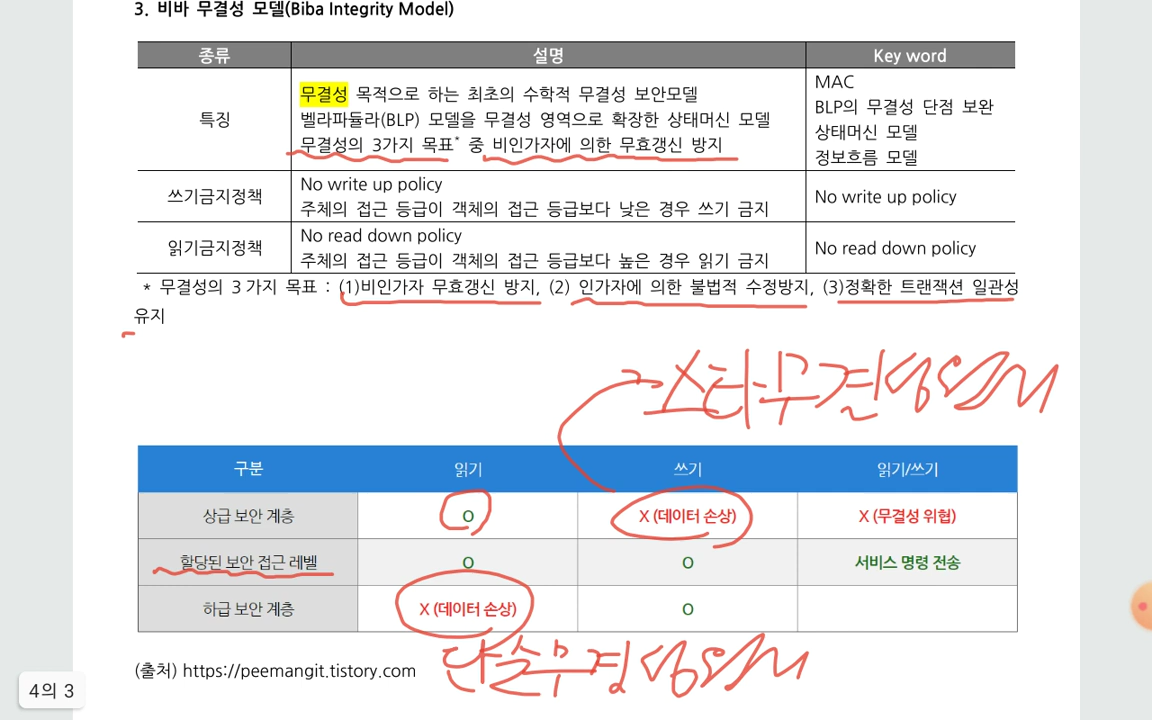 3. 비바 무결성 모델(Biba Integrity Model)
종류 설명 Key word
특징
무결성 목적으로 하는 최초의 수학적 무결성 보안모델
벨라파듈라(BLP) 모델을 무결성 영역으로 확장한 상태머신 모델
무결성의 3가지 목표* 중 비인가자에 의한 무효갱신 방지
MAC
BLP의 무결성 단점 보완
상태머신 모델
정보흐름 모델
쓰기금지정책
No write up policy
주체의 접근 등급이 객체의 접근 등급보다 낮은 경우 쓰기 금지
No write up policy
읽기금지정책
No read down policy
주체의 접근 등급이 객체의 접근 등급보다 높은 경우 읽기 금지
No read down policy
* 무결성의 3가지 목표 : (1)비인가자 무효갱신 방지, (2) 인가자에 의한 불법적 수정방지, (3)정확한 트랜잭션 일관성
유지
스타무결성
구분 읽기 쓰기 읽기/쓰기
상급 보안 계층 O X (데이터 손상) X (무결성 위협)
할당된 보안 접근 레벨 O O 서비스 명령 전송
하급 보안 계층 X (데이터 손상) O
단순무결성
(출처) https://peemangit.tistory.com
4의 3